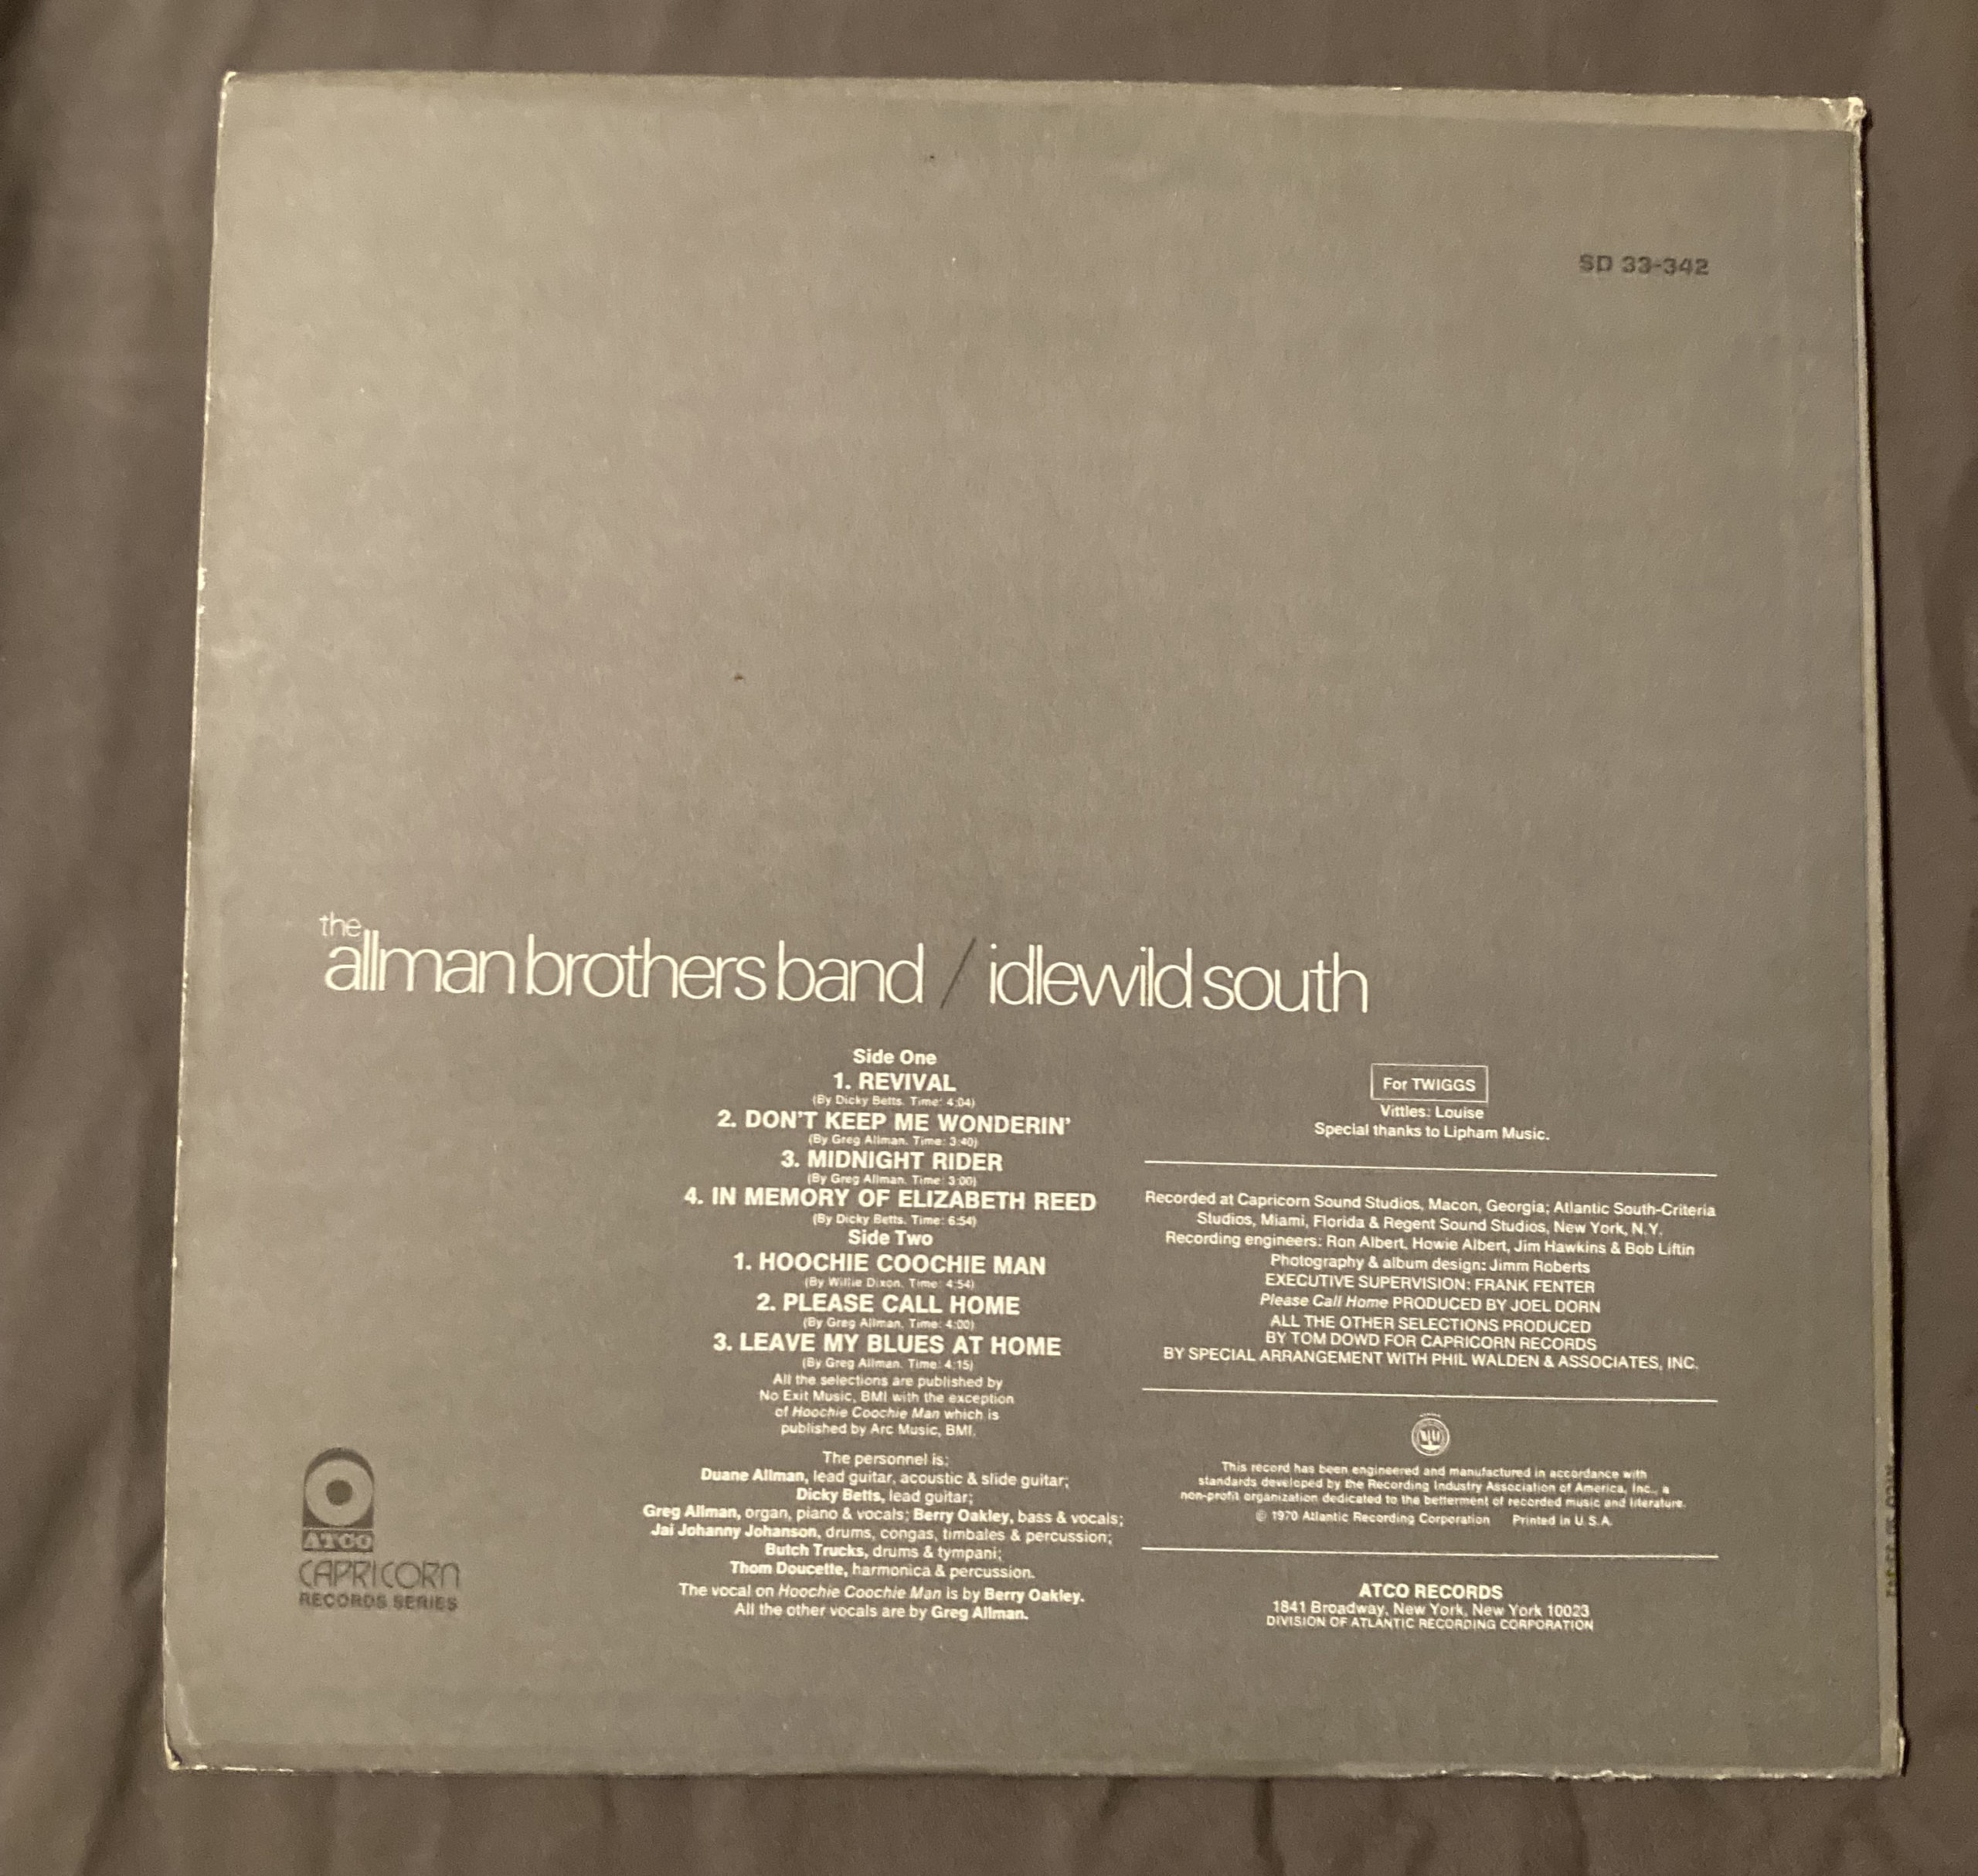 SD 33-342
the
allman brothers band / idlewild south
Side One
1. REVIVAL
(By Dicky Betts. Time: 4:04)
2. DON'T KEEP ME WONDERIN'
(By Greg Allman. Time: 3:40)
3. MIDNIGHT RIDER
(By Greg Allman. Time: 3:00)
4. IN MEMORY OF ELIZABETH REED
(By Dicky Betts. Time: 6:54)
Side Two
1. HOOCHIE COOCHIE MAN
(By Willie Dixon. Time: 4:54)
2. PLEASE CALL HOME
(By Greg Allman. Time: 4:00)
3. LEAVE MY BLUES AT HOME
(By Greg Allman. Time: 4:15)
All the selections are published by
No Exit Music, BMI with the exception
of Hoochie Coochie Man which is
published by Arc Music, BMI.
The personnel is:
Duane Allman, lead guitar, acoustic & slide guitar;
Dicky Betts, lead guitar;
Greg Allman, organ, piano & vocals; Berry Oakley, bass & vocals;
Jai Johanny Johanson, drums, congas, timbales & percussion;
Butch Trucks, drums & tympani;
Thom Doucette, harmonica & percussion.
The vocal on Hoochie Coochie Man is by Berry Oakley.
All the other vocals are by Greg Allman.
For TWIGGS
Vittles: Louise
Special thanks to Lipham Music.
Recorded at Capricorn Sound Studios, Macon, Georgia; Atlantic South-Criteria
Studios, Miami, Florida & Regent Sound Studios, New York, N.Y.
Recording engineers: Ron Albert, Howie Albert, Jim Hawkins & Bob Liftin
Photography & album design: Jimm Roberts
EXECUTIVE SUPERVISION: FRANK FENTER
Please Call Home PRODUCED BY JOEL DORN
ALL THE OTHER SELECTIONS PRODUCED
BY TOM DOWD FOR CAPRICORN RECORDS
BY SPECIAL ARRANGEMENT WITH PHIL WALDEN & ASSOCIATES, INC.
This record has been engineered and manufactured in accordance with
standards developed by the Recording Industry Association of America, Inc., a
non-profit organization dedicated to the betterment of recorded music and literature.
© 1970 Atlantic Recording Corporation Printed in U.S.A.
ATCO RECORDS
1841 Broadway, New York, New York 10023
DIVISION OF ATLANTIC RECORDING CORPORATION
ATCO
CAPRICORN
RECORDS SERIES